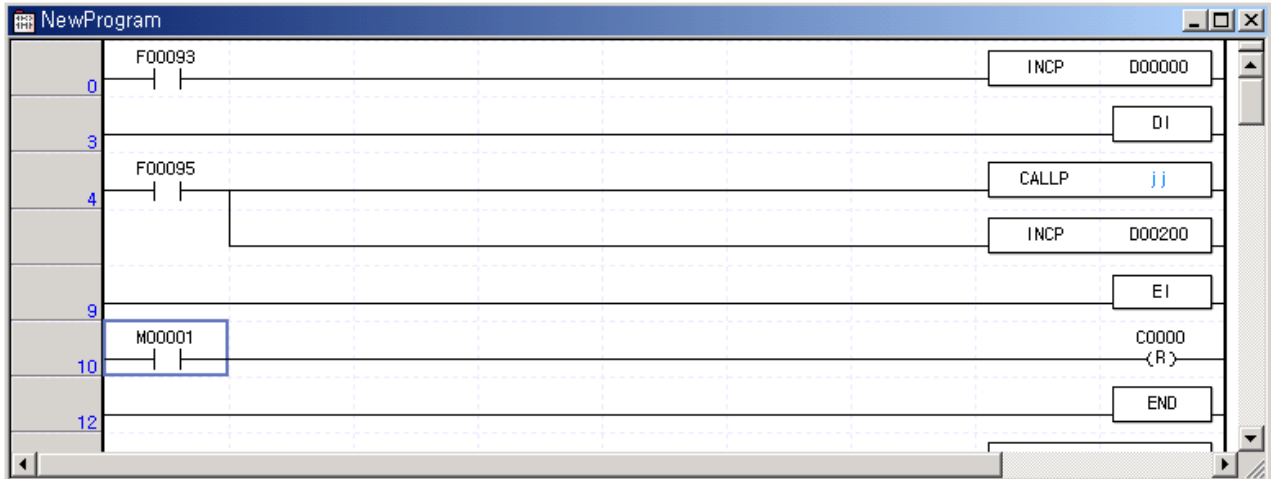 NewProgram
F00093
0
INCP D00000
3
DI
F00095
4
CALLP jj
INCP D00200
9
EI
M00001
C0000
10
(R)
12
END